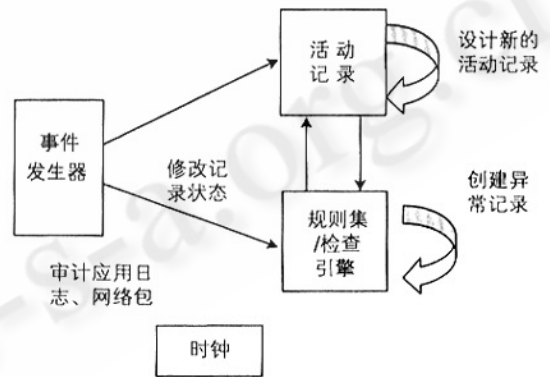 活动
记录
设计新的
活动记录
事件
发生器
修改记
录状态
规则集
/检查
引擎
创建异
常记录
审计应用日
志、网络包
时钟